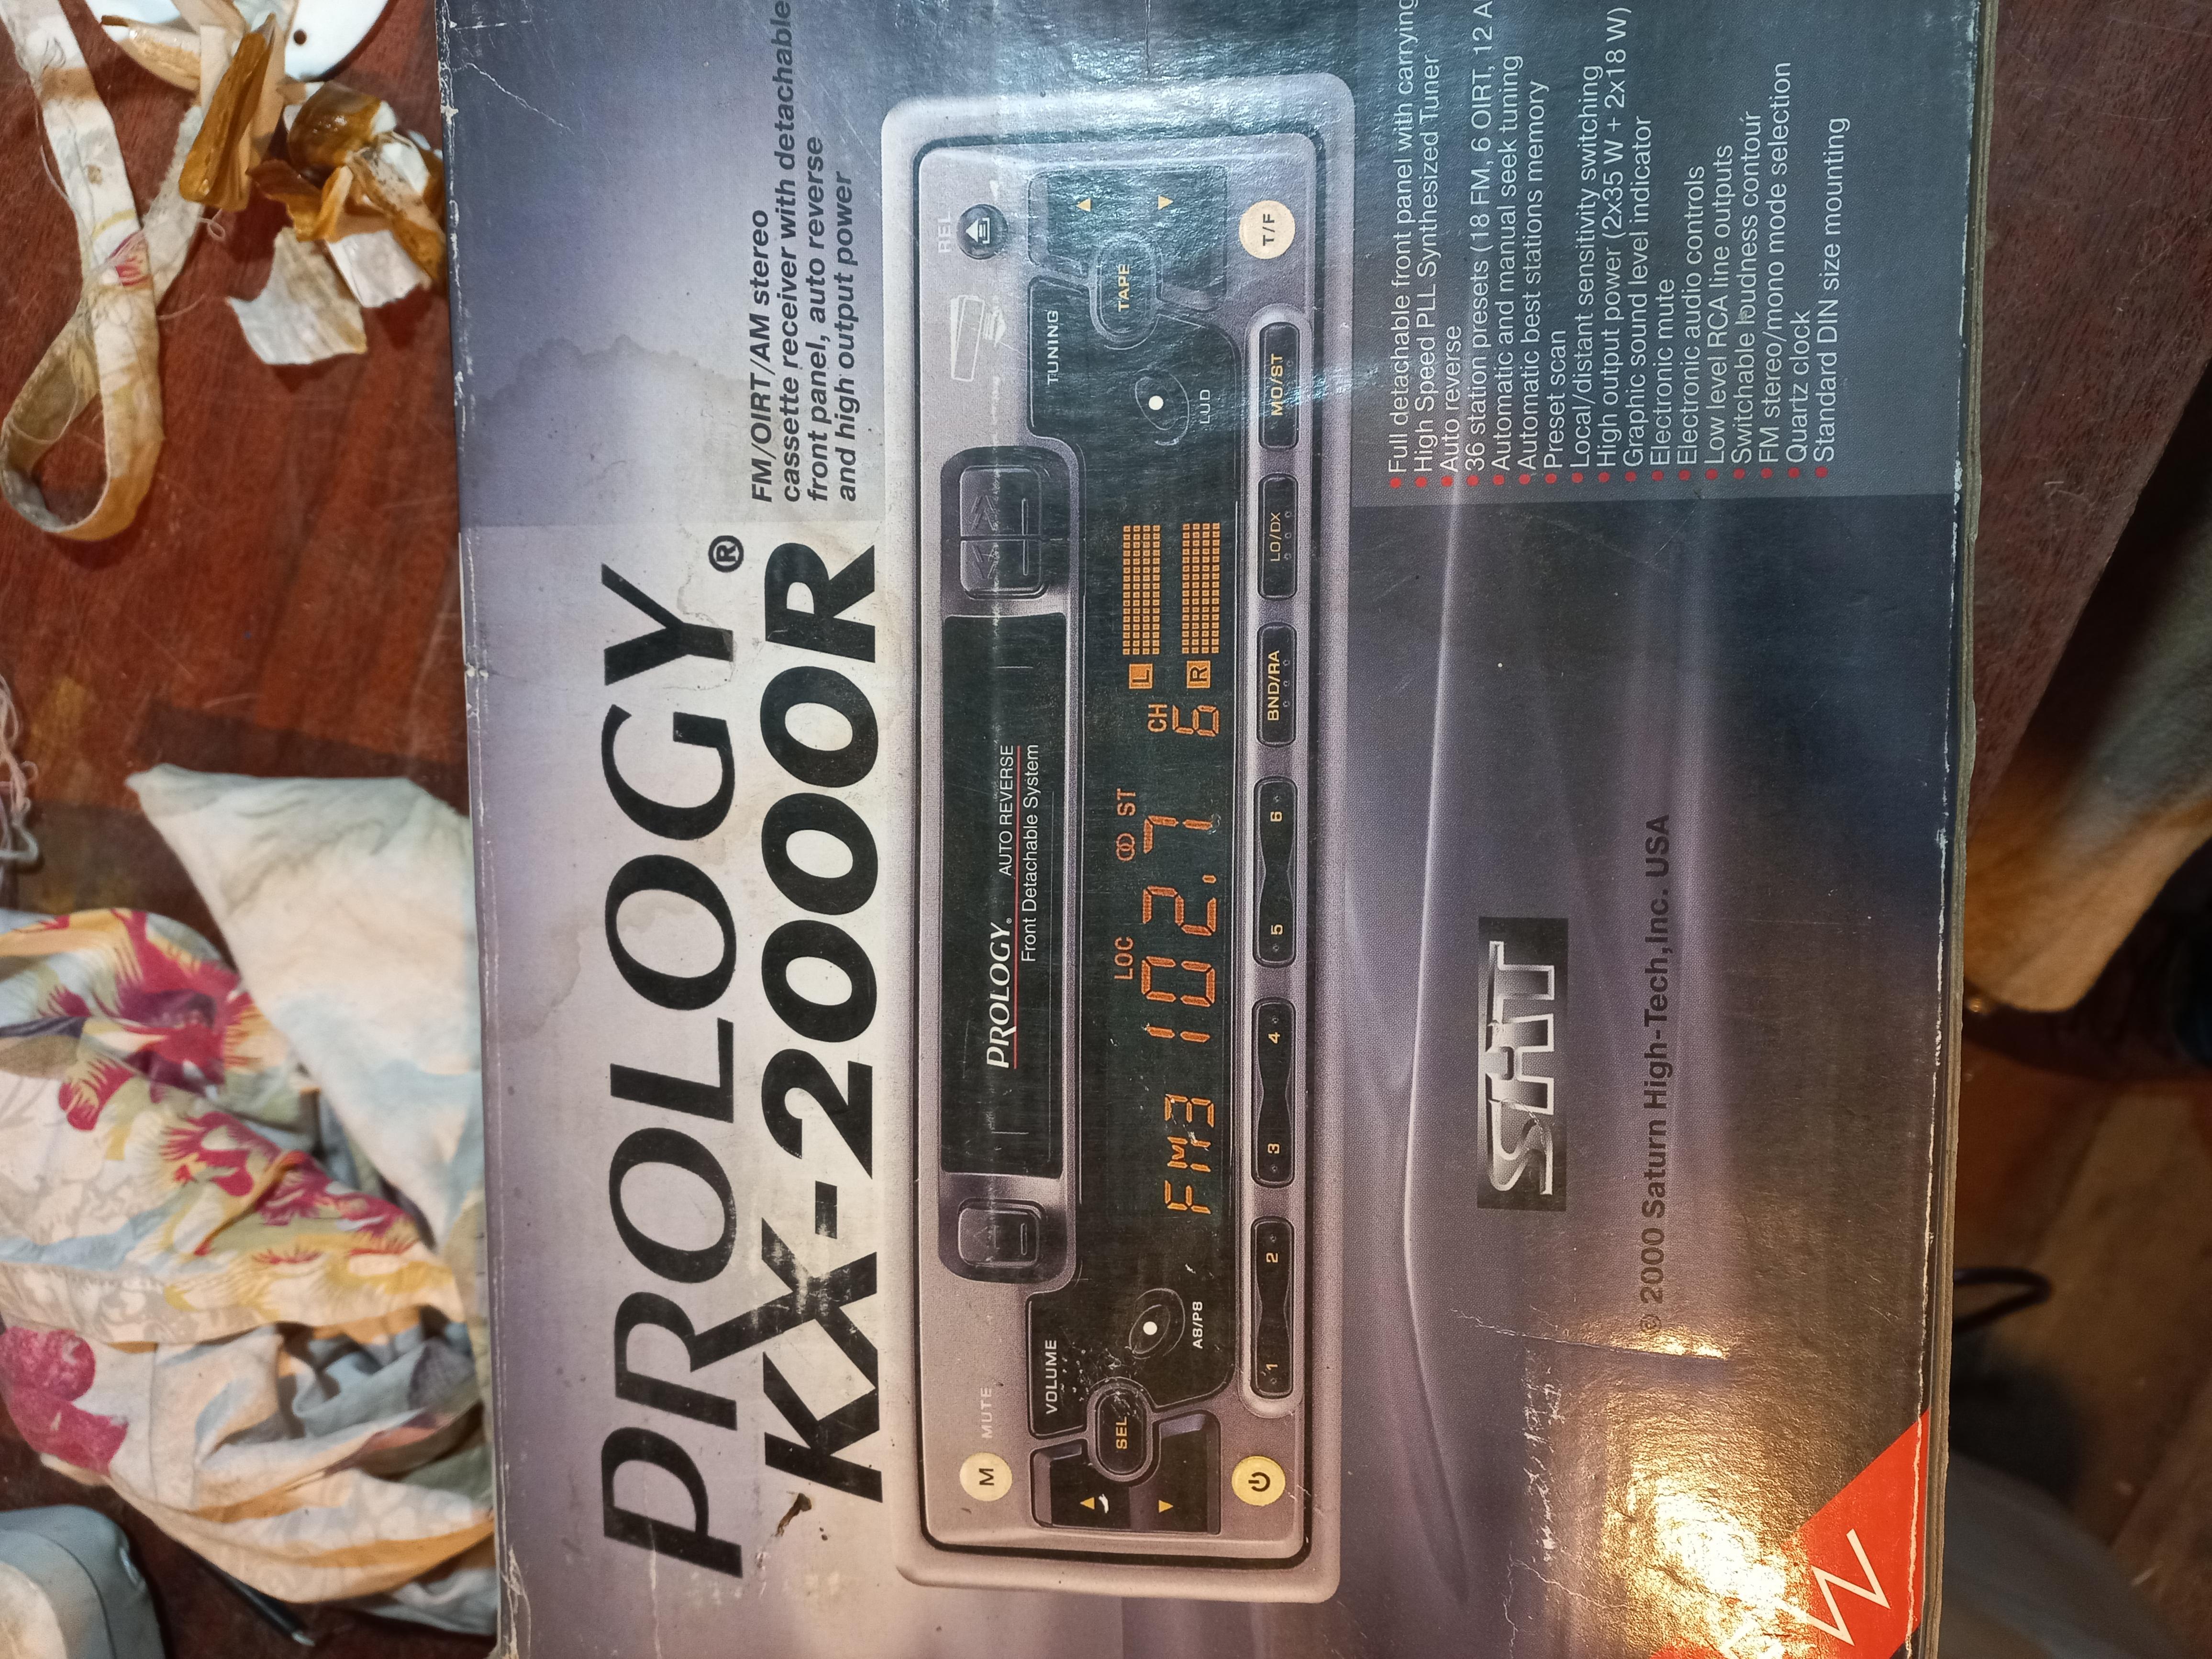 PROLOGY®
KX-2000R
FM/OIRT/AM stereo
cassette receiver with detachable
front panel, auto reverse
and high output power
M
MUTE
REL
VOLUME
TUNING
PROLOGY. AUTO REVERSE
Front Detachable System
SEL
TAPE
AS/PS
LUD
LOC
ST
FM3
102.7
CH
6
L
R
1
2
3
4
5
6
BND/RA
LO/DX
MO/ST
T/F
Full detachable front panel with carrying
High Speed PLL Synthesized Tuner
Auto reverse
36 station presets (18 FM, 6 OIRT, 12 A
Automatic and manual seek tuning
Automatic best stations memory
Preset scan
Local/distant sensitivity switching
High output power (2x35 W + 2x18 W)
Graphic sound level indicator
Electronic mute
Electronic audio controls
Low level RCA line outputs
Switchable loudness contour
FM stereo/mono mode selection
Quartz clock
Standard DIN size mounting
SHT
© 2000 Saturn High-Tech,Inc. USA
W